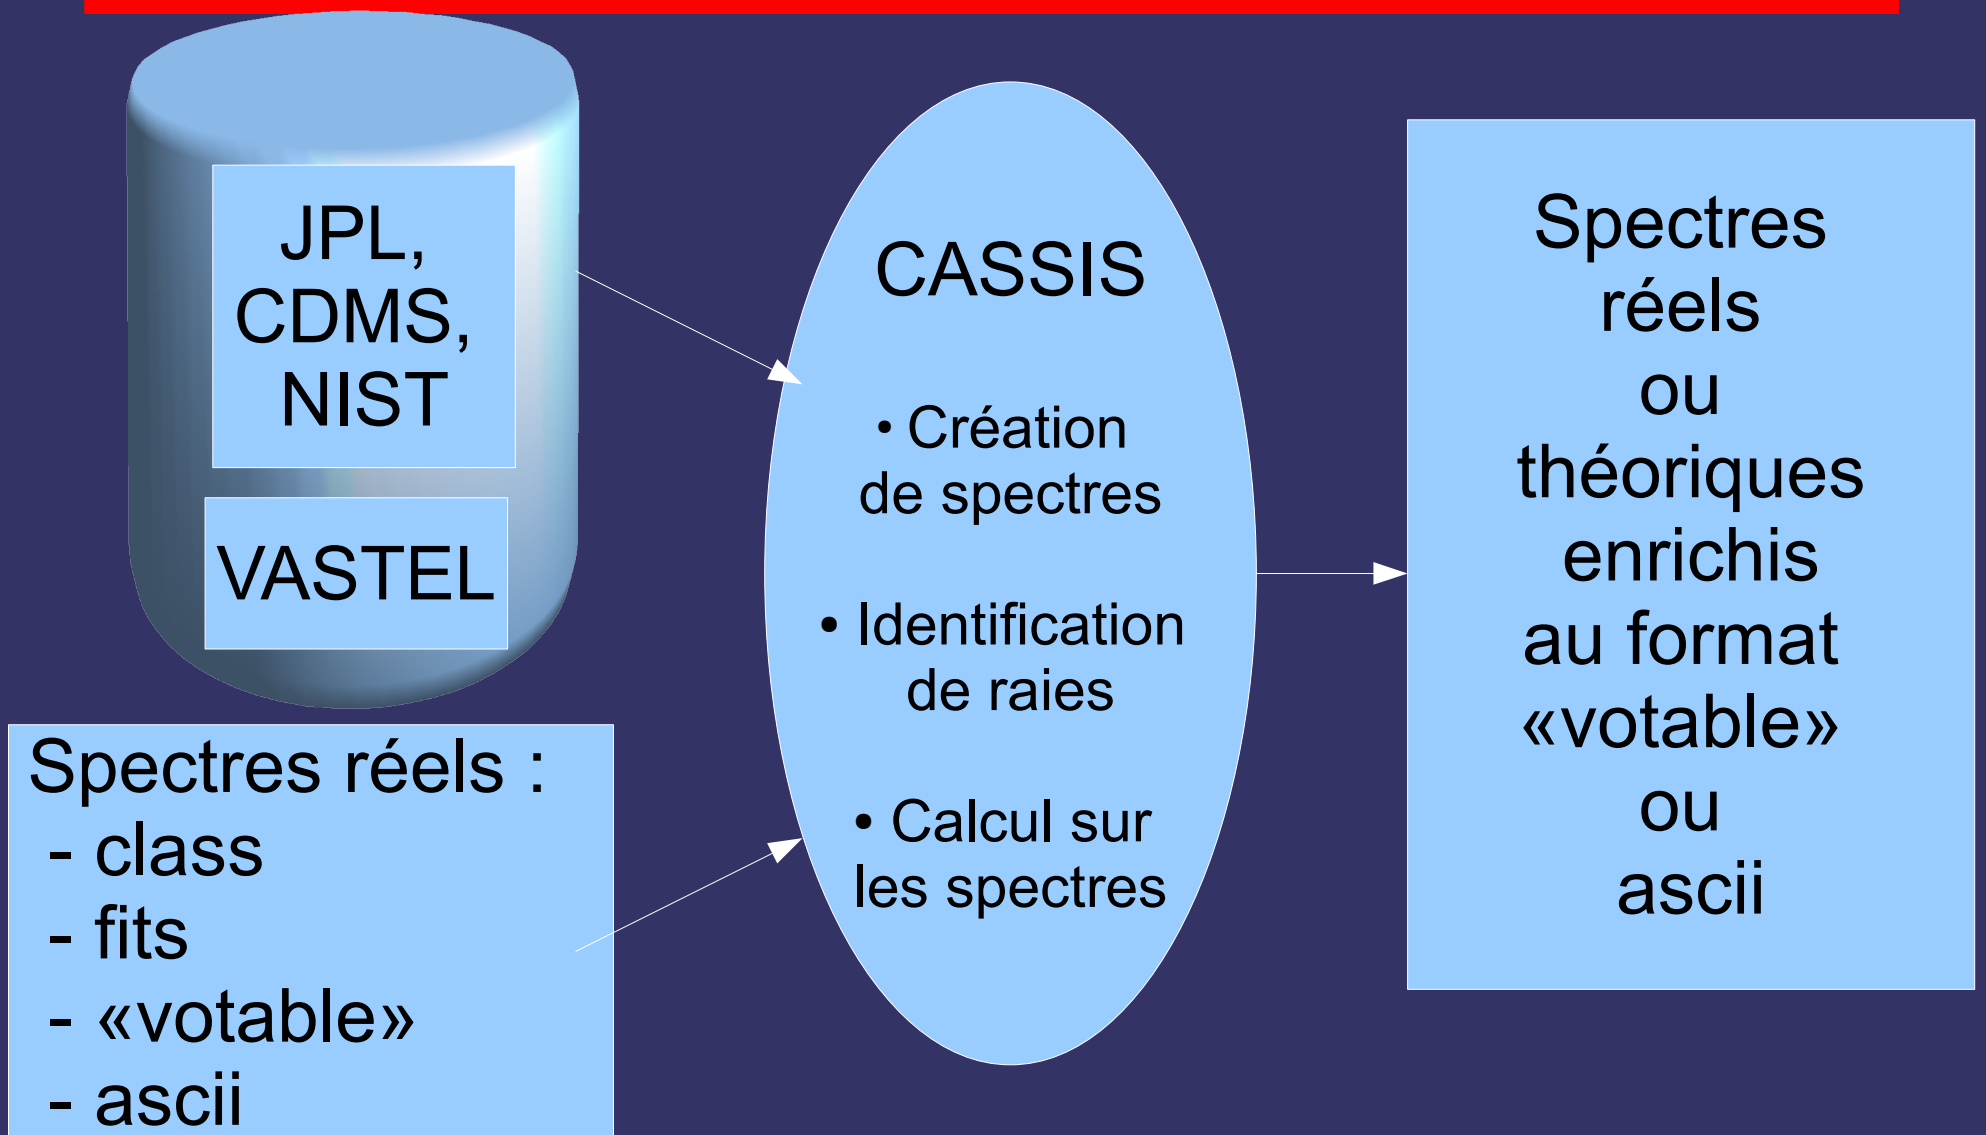 JPL,
CDMS,
NIST
VASTEL
Spectres réels :
- class
- fits
- «votable»
- ascii
CASSIS
• Création
de spectres
• Identification
de raies
• Calcul sur
les spectres
Spectres
réels
ou
théoriques
enrichis
au format
«votable»
ou
ascii